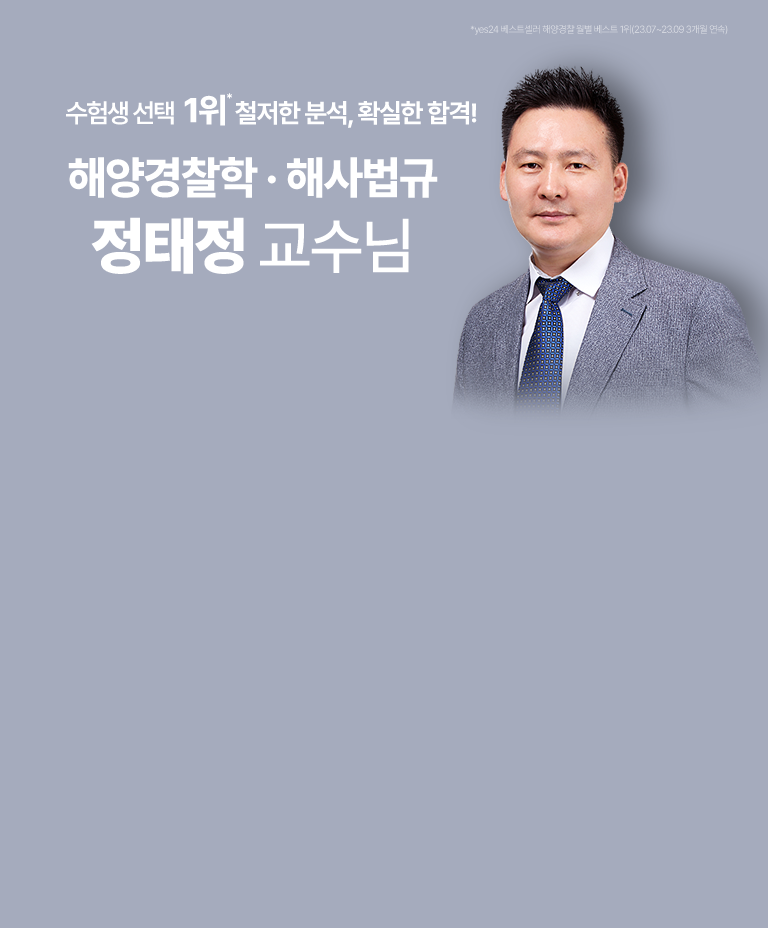 *yes24 베스트셀러 해양경찰 월별 베스트 1위(23.07~23.09 3개월 연속)
수험생 선택 1위* 철저한 분석, 확실한 합격!
해양경찰학 · 해사법규
정태정 교수님